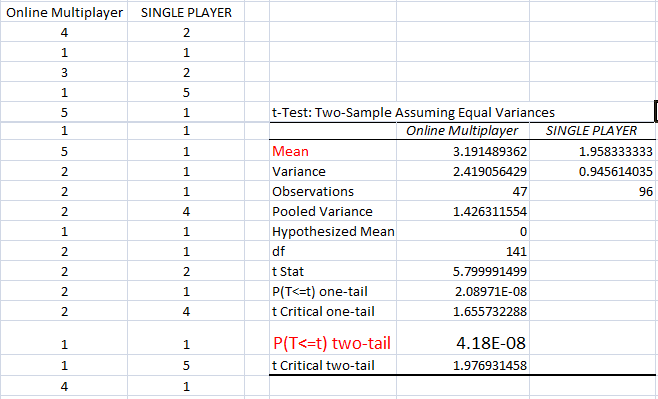 Online Multiplayer SINGLE PLAYER
4 2
1 1
3 2
1 5
5 1 t-Test: Two-Sample Assuming Equal Variances
1 1 Online Multiplayer SINGLE PLAYER
5 1 Mean 3.191489362 1.958333333
2 1 Variance 2.419056429 0.945614035
2 1 Observations 47 96
2 4 Pooled Variance 1.426311554
1 1 Hypothesized Mean 0
2 1 df 141
2 2 t Stat 5.799991499
2 1 P(T<=t) one-tail 2.08971E-08
2 4 t Critical one-tail 1.655732288
1 1 P(T<=t) two-tail 4.18E-08
1 5 t Critical two-tail 1.976931458
4 1